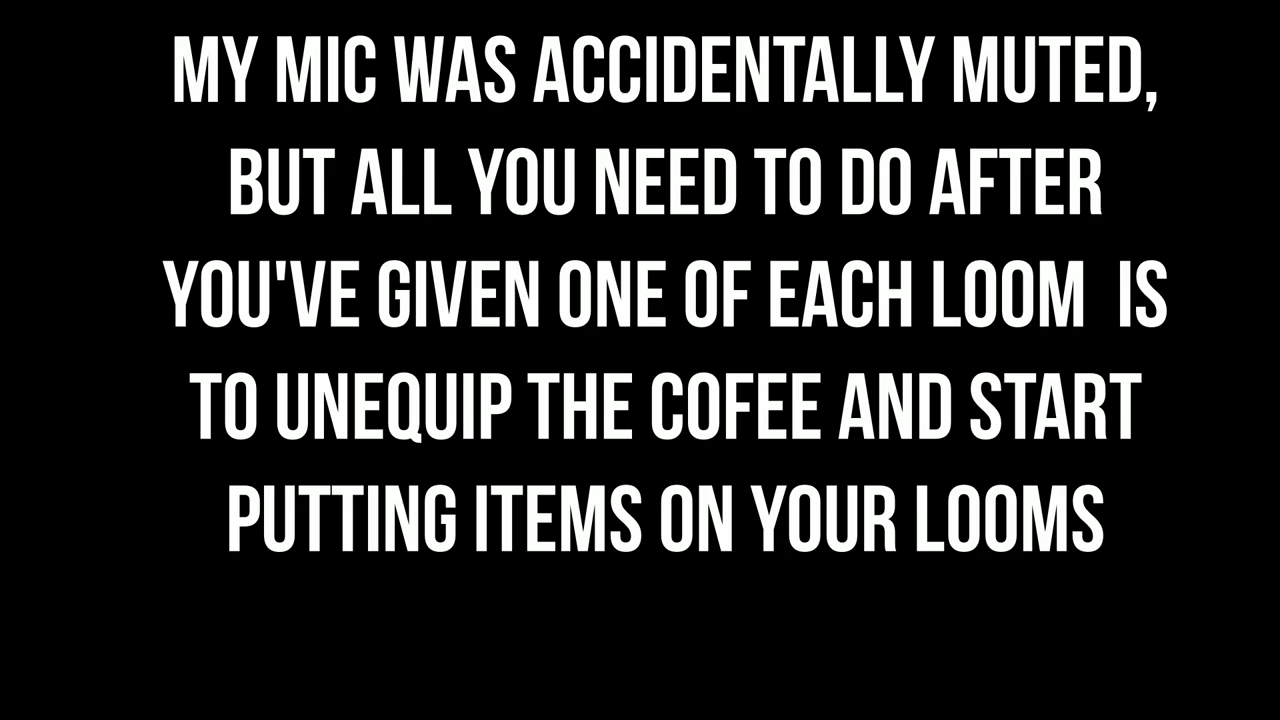 MY MIC WAS ACCIDENTALLY MUTED,
BUT ALL YOU NEED TO DO AFTER
YOU'VE GIVEN ONE OF EACH LOOM IS
TO UNEQUIP THE COFEE AND START
PUTTING ITEMS ON YOUR LOOMS